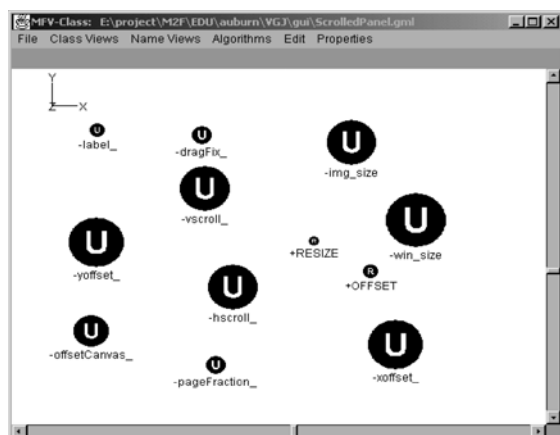 MFV-Class: E:\project\M2F\EDU\auburn\VGJ\gui\ScrolledPanel.gml
File Class Views Name Views Algorithms Edit Properties
Y
Z X
U
-label_
U
-dragFix_
U
-img_size
U
-vscroll_
U
-win_size
U
-yoffset_
R
+RESIZE
R
+OFFSET
U
-hscroll_
U
-offsetCanvas_
U
-xoffset_
U
-pageFraction_